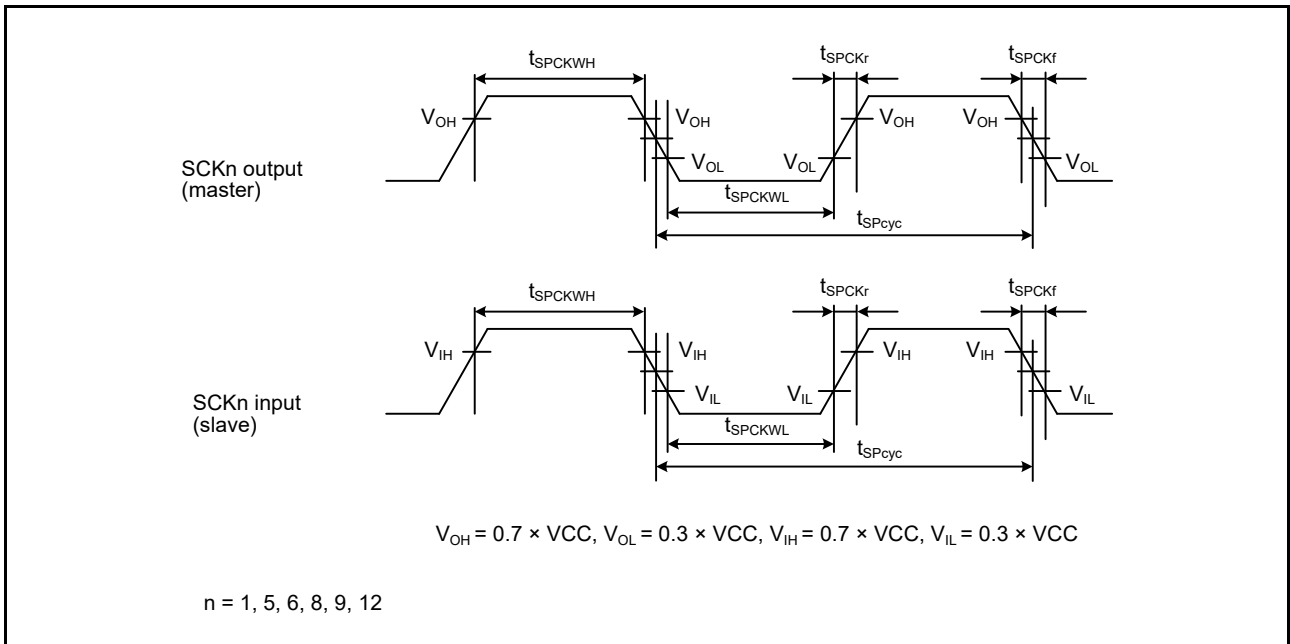 tSPCKWH
tSPCKr
tSPCKf
VOH
VOH
VOH
VOH
SCKn output
(master)
VOL
VOL
VOL
tSPCKWL
tSPcyc
tSPCKWH
tSPCKr
tSPCKf
VIH
VIH
VIH
VIH
SCKn input
(slave)
VIL
VIL
VIL
tSPCKWL
tSPcyc
VOH = 0.7 × VCC, VOL = 0.3 × VCC, VIH = 0.7 × VCC, VIL = 0.3 × VCC
n = 1, 5, 6, 8, 9, 12